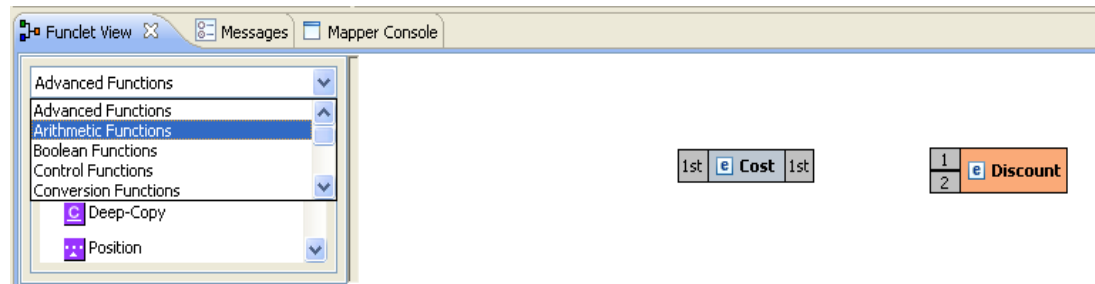 Funclet View
Messages
Mapper Console
Advanced Functions
Advanced Functions
Arithmetic Functions
Boolean Functions
Control Functions
Conversion Functions
C Deep-Copy
Position
1st e Cost 1st
1
2
e Discount